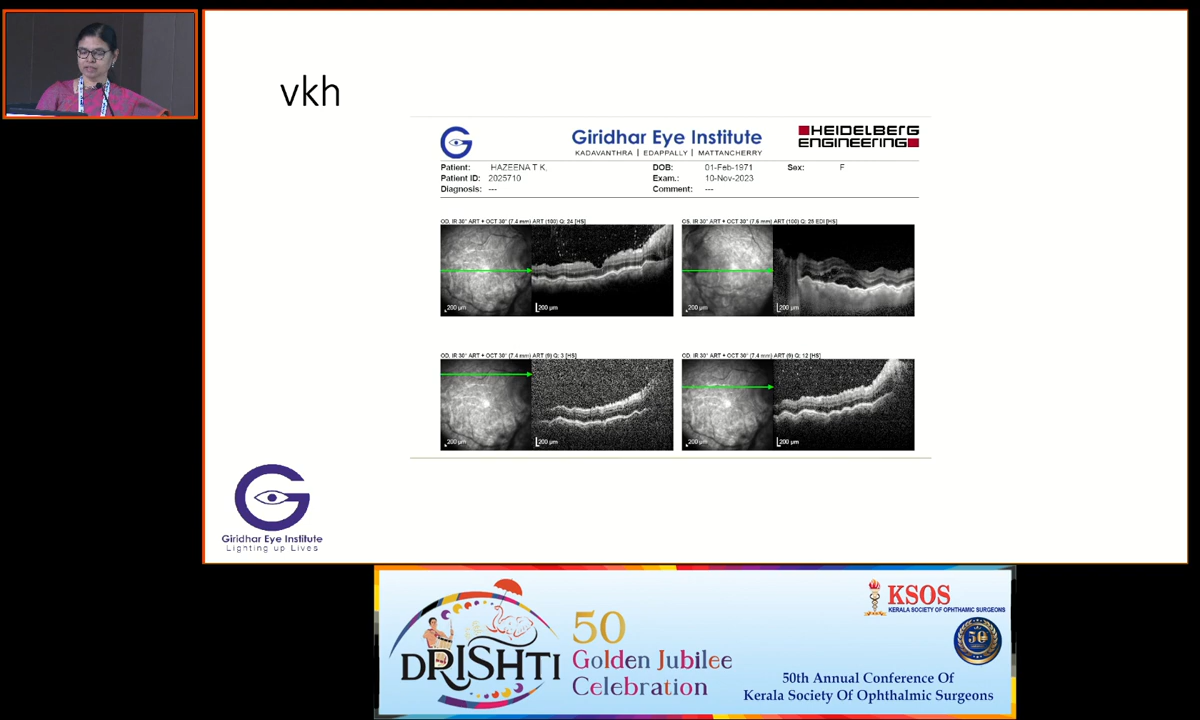 vkh
Giridhar Eye Institute
KADAVANTHRA | EDAPPALLY | MATTANCHERRY
HEIDELBERG
ENGINEERING
Patient: HAZEENA T K, DOB: 01-Feb-1971 Sex: F
Patient ID: 2025710 Exam.: 10-Nov-2023
Diagnosis: --- Comment: ---
OD, IR 30° ART + OCT 30° (7.4 mm) ART (100) Q: 24 [HS]
OS, IR 30° ART + OCT 30° (7.6 mm) ART (100) Q: 25 EDI [HS]
200 µm 200 µm
200 µm 200 µm
OD, IR 30° ART + OCT 30° (7.4 mm) ART (9) Q: 3 [HS]
OD, IR 30° ART + OCT 30° (7.4 mm) ART (9) Q: 12 [HS]
200 µm 200 µm
200 µm 200 µm
Giridhar Eye Institute
Lighting up Lives
DRISHTI
50
Golden Jubilee
Celebration
KSOS
KERALA SOCIETY OF OPHTHAMIC SURGEONS
50
50th Annual Conference Of
Kerala Society Of Ophthalmic Surgeons